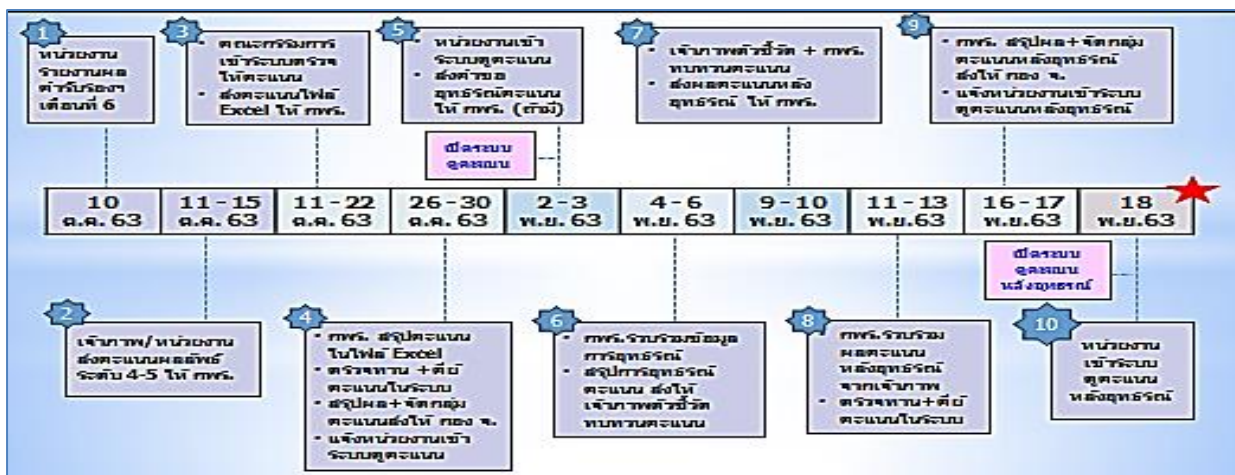 1
หน่วยงาน
รายงานผล
คำรับรองฯ
เดือนที่ 6
3
• คณะกรรมการ
เข้าระบบตรวจ
ให้คะแนน
• ส่งคะแนนไฟล์
Excel ให้ กพร.
5
• หน่วยงานเข้า
ระบบดูคะแนน
• ส่งคำขอ
อุทธรณ์คะแนน
ให้ กพร. (ถ้ามี)
7
• เจ้าภาพตัวชี้วัด + กพร.
ทบทวนคะแนน
• ส่งผลคะแนนหลัง
อุทธรณ์ ให้ กพร.
9
• กพร. สรุปผล+จัดกลุ่ม
คะแนนหลังอุทธรณ์
ส่งให้ กอง จ.
• แจ้งหน่วยงานเข้าระบบ
ดูคะแนนหลังอุทธรณ์
เปิดระบบ
ดูคะแนน
10
ต.ค. 63
11 - 15
ต.ค. 63
11 - 22
ต.ค. 63
26 - 30
ต.ค. 63
2 - 3
พ.ย. 63
4 - 6
พ.ย. 63
9 - 10
พ.ย. 63
11 - 13
พ.ย. 63
16 - 17
พ.ย. 63
18
พ.ย.63
เปิดระบบ
ดูคะแนน
หลังอุทธรณ์
2
เจ้าภาพ/หน่วยงาน
ส่งคะแนนผลลัพธ์
ระดับ 4-5 ให้ กพร.
4
• กพร. สรุปคะแนน
ในไฟล์ Excel
• ตรวจทาน +คีย์
คะแนนในระบบ
• สรุปผล+จัดกลุ่ม
คะแนนส่งให้ กอง จ.
• แจ้งหน่วยงานเข้า
ระบบดูคะแนน
6
• กพร.รวบรวมข้อมูล
การอุทธรณ์
• สรุปการอุทธรณ์
คะแนน ส่งให้
เจ้าภาพตัวชี้วัด
ทบทวนคะแนน
8
• กพร.รวบรวม
ผลคะแนน
หลังอุทธรณ์
จากเจ้าภาพ
• ตรวจทาน+คีย์
คะแนนในระบบ
10
หน่วยงาน
เข้าระบบ
ดูคะแนน
หลังอุทธรณ์